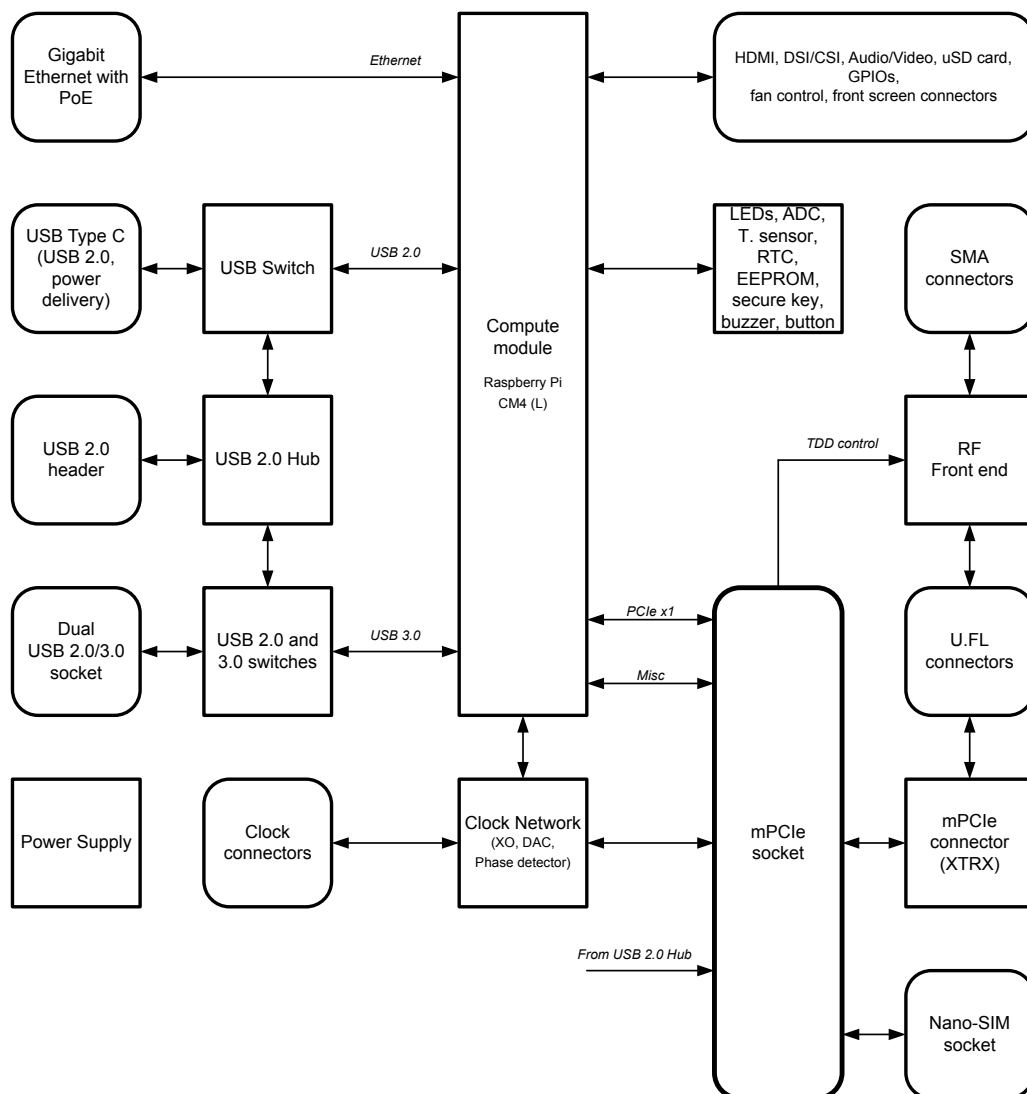 Gigabit
Ethernet with
PoE
Ethernet
HDMI, DSI/CSI, Audio/Video, uSD card,
GPIOs,
fan control, front screen connectors
USB Type C
(USB 2.0,
power
delivery)
USB Switch
USB 2.0
Compute
module
Raspberry Pi
CM4 (L)
LEDs, ADC,
T. sensor,
RTC,
EEPROM,
secure key,
buzzer, button
SMA
connectors
USB 2.0
header
USB 2.0 Hub
TDD control
RF
Front end
Dual
USB 2.0/3.0
socket
USB 2.0 and
3.0 switches
USB 3.0
PCIe x1
Misc
U.FL
connectors
Power Supply
Clock
connectors
Clock Network
(XO, DAC,
Phase detector)
mPCIe
socket
mPCIe
connector
(XTRX)
From USB 2.0 Hub
Nano-SIM
socket